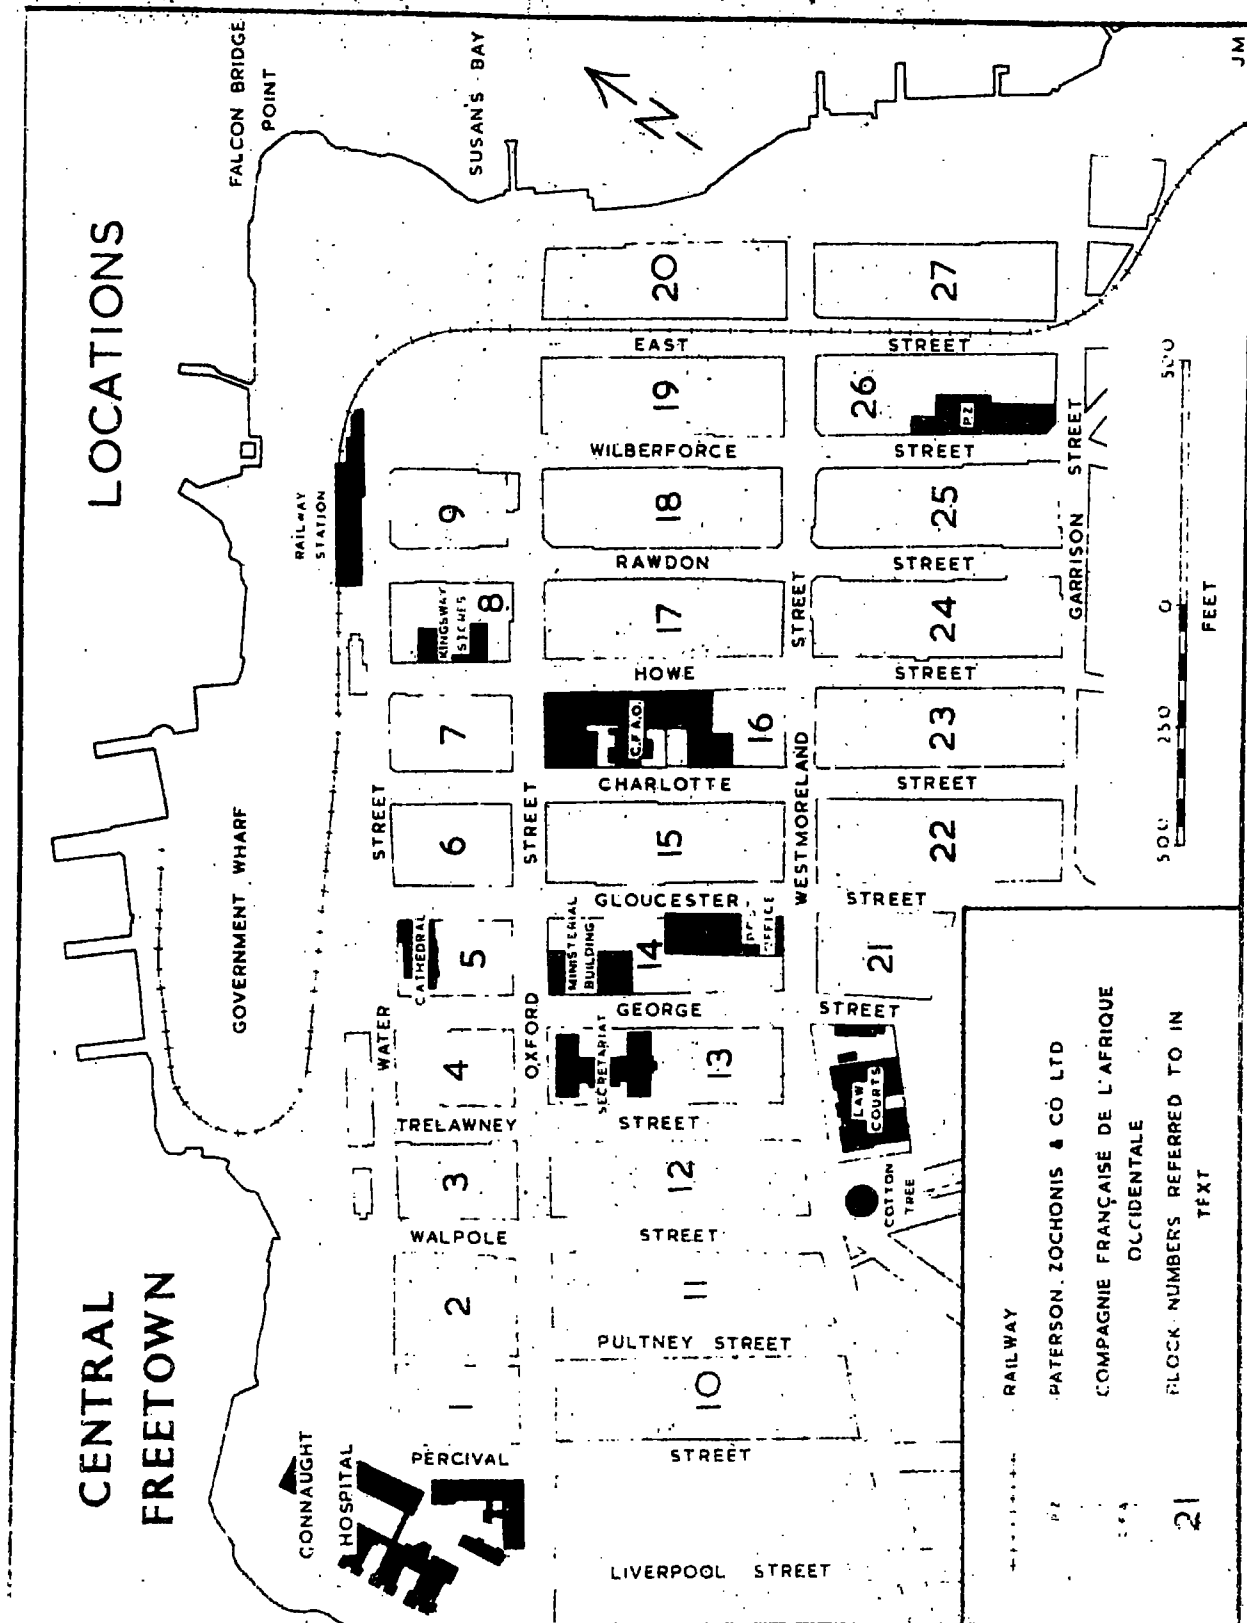 CENTRAL
FREETOWN
LOCATIONS
FALCON BRIDGE
POINT
SUSAN'S BAY
N
GOVERNMENT WHARF
RAILWAY
STATION
CONNAUGHT
HOSPITAL
WATER STREET
PERCIVAL STREET
TRELAWNEY STREET
WALPOLE STREET
PULTNEY STREET
LIVERPOOL STREET
OXFORD STREET
GEORGE STREET
GLOUCESTER STREET
CHARLOTTE STREET
HOWE STREET
RAWDON STREET
WILBERFORCE STREET
EAST STREET
WESTMORELAND STREET
GARRISON STREET
1
2
3
4
CATHEDRAL
5
6
7
KINGSWAY
STORES
8
9
10
11
12
SECRETARIAT
13
MINISTERIAL
BUILDING
14
OFFICE
15
C.F.A.O.
16
17
18
19
20
LAW
COURTS
COTTON
TREE
21
22
23
24
25
26
P.Z
27
500 250 0 500
FEET
RAILWAY
PZ PATERSON, ZOCHONIS & CO LTD
COMPAGNIE FRANÇAISE DE L'AFRIQUE
OCCIDENTALE
21 BLOCK NUMBERS REFERRED TO IN
TEXT
JM